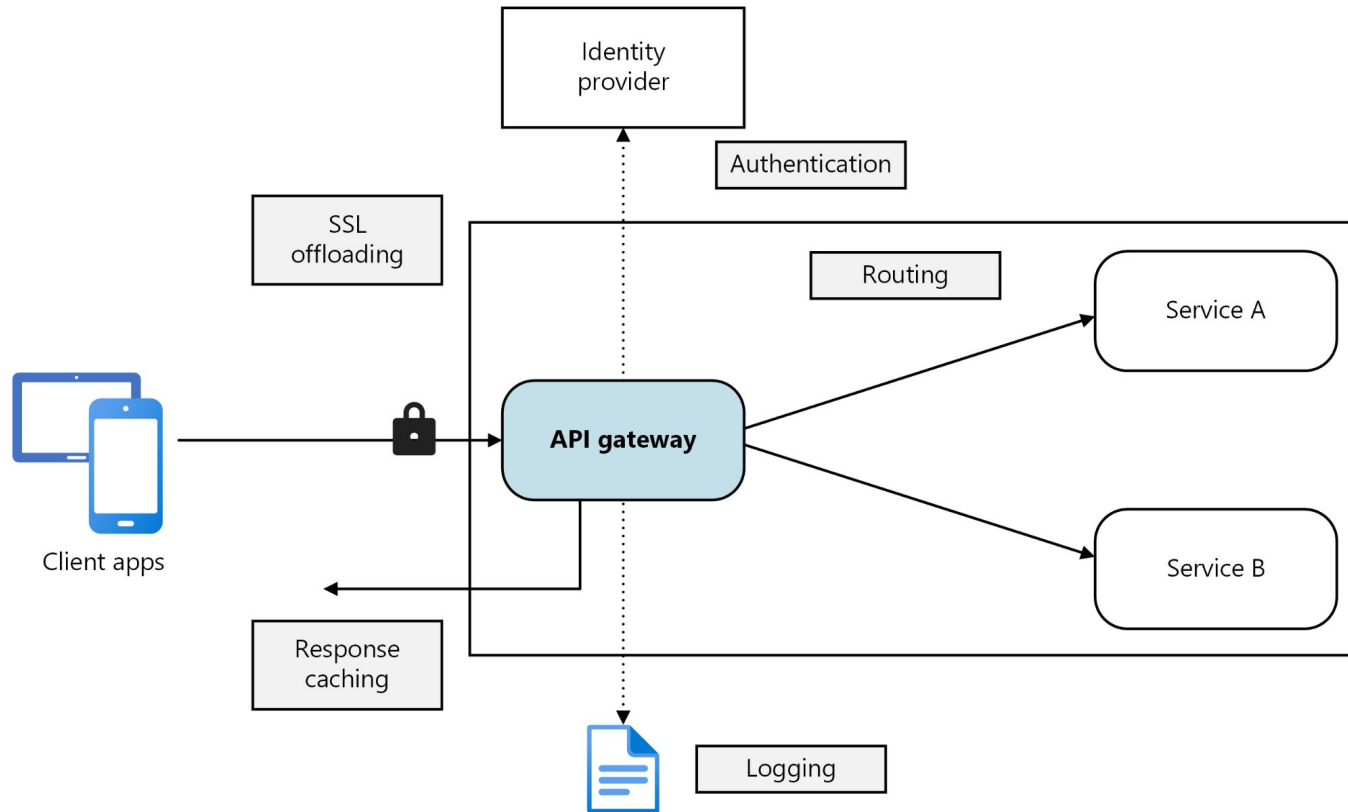 Identity
provider
Authentication
SSL
offloading
Routing
Service A
API gateway
Client apps
Service B
Response
caching
Logging